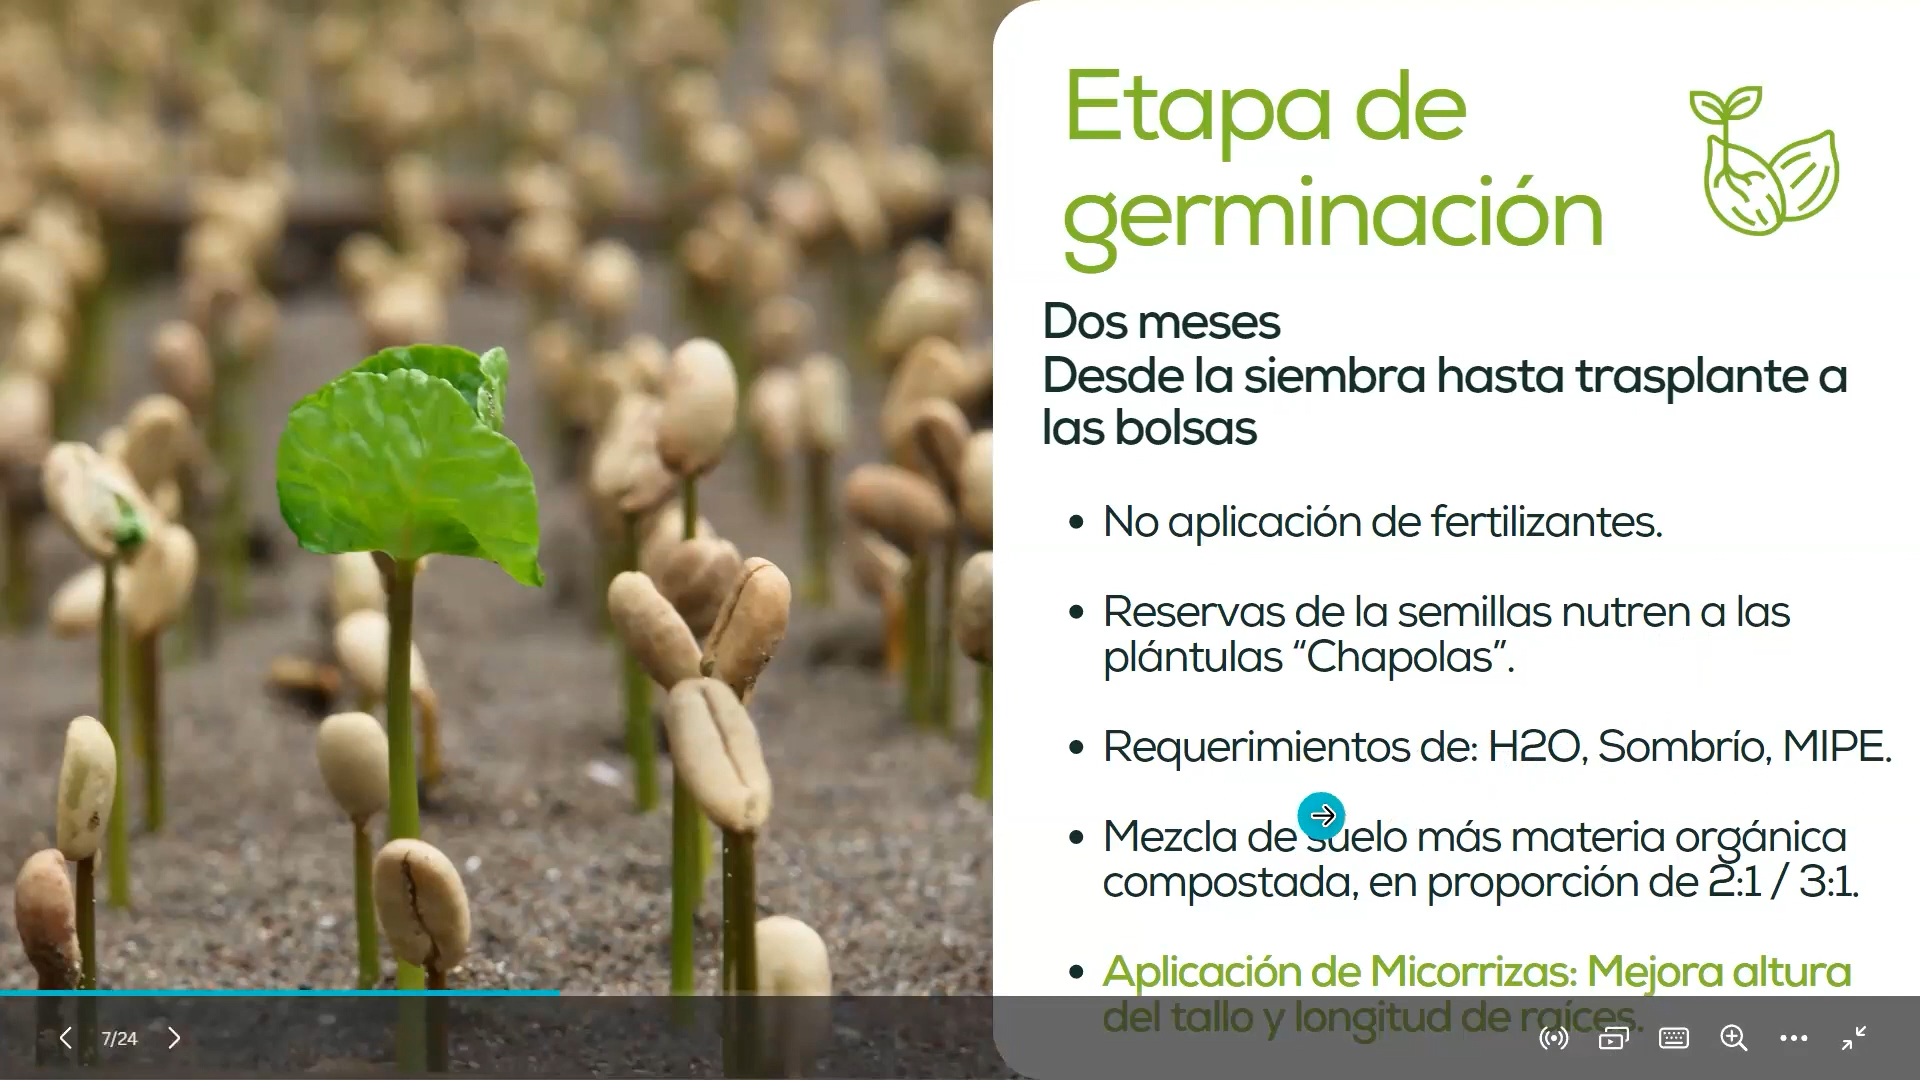 Etapa de
germinación
Dos meses
Desde la siembra hasta trasplante a
las bolsas
• No aplicación de fertilizantes.
• Reservas de la semillas nutren a las
plántulas “Chapolas”.
• Requerimientos de: H2O, Sombrío, MIPE.
• Mezcla de suelo más materia orgánica
compostada, en proporción de 2:1 / 3:1.
• Aplicación de Micorrizas: Mejora altura
del tallo y longitud de raíces.
7/24